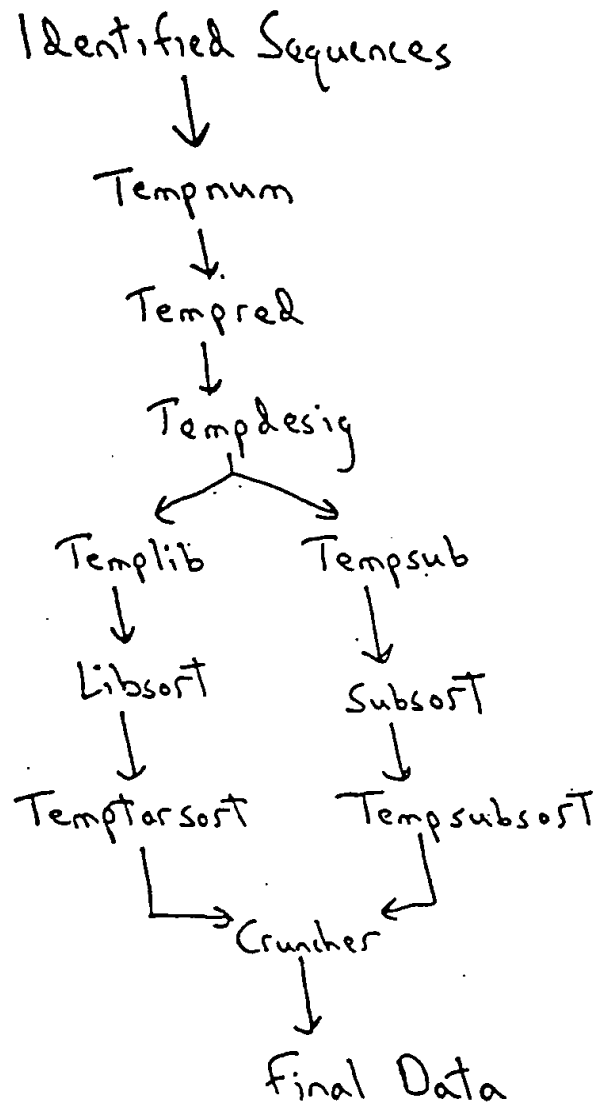 Identified Sequences
Tempnum
Tempred
Tempdesig
Templib Tempsub
Libsort Subsort
Temptarsort Tempsubsort
Cruncher
Final Data